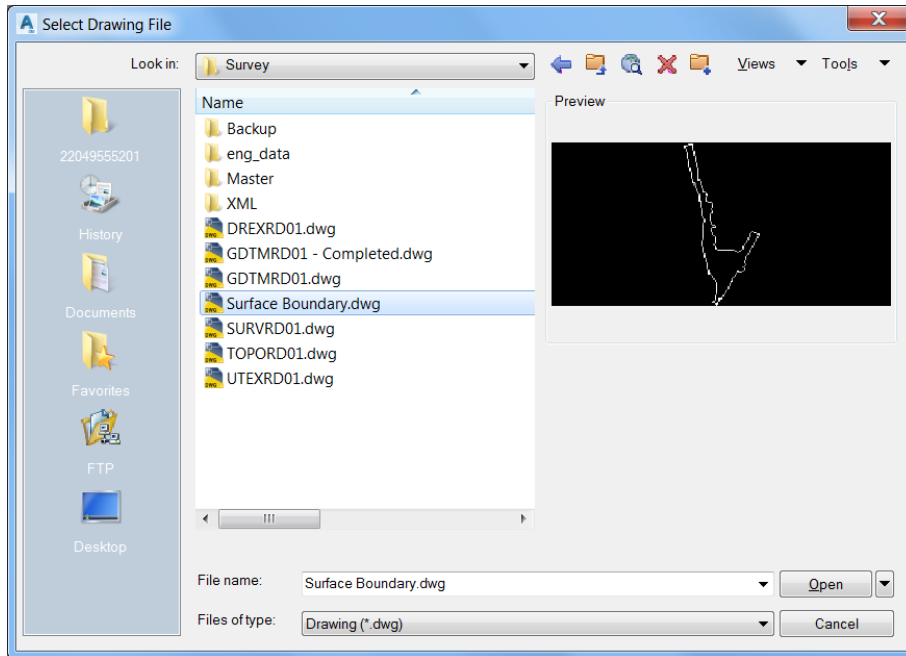 Select Drawing File
Look in: Survey Views Tools
22049555201
History
Documents
Favorites
FTP
Desktop
Name
Backup
eng_data
Master
XML
DREXRD01.dwg
GDTMRD01 - Completed.dwg
GDTMRD01.dwg
Surface Boundary.dwg
SURVRD01.dwg
TOPORD01.dwg
UTEXRD01.dwg
Preview
File name: Surface Boundary.dwg Open
Files of type: Drawing (*.dwg) Cancel